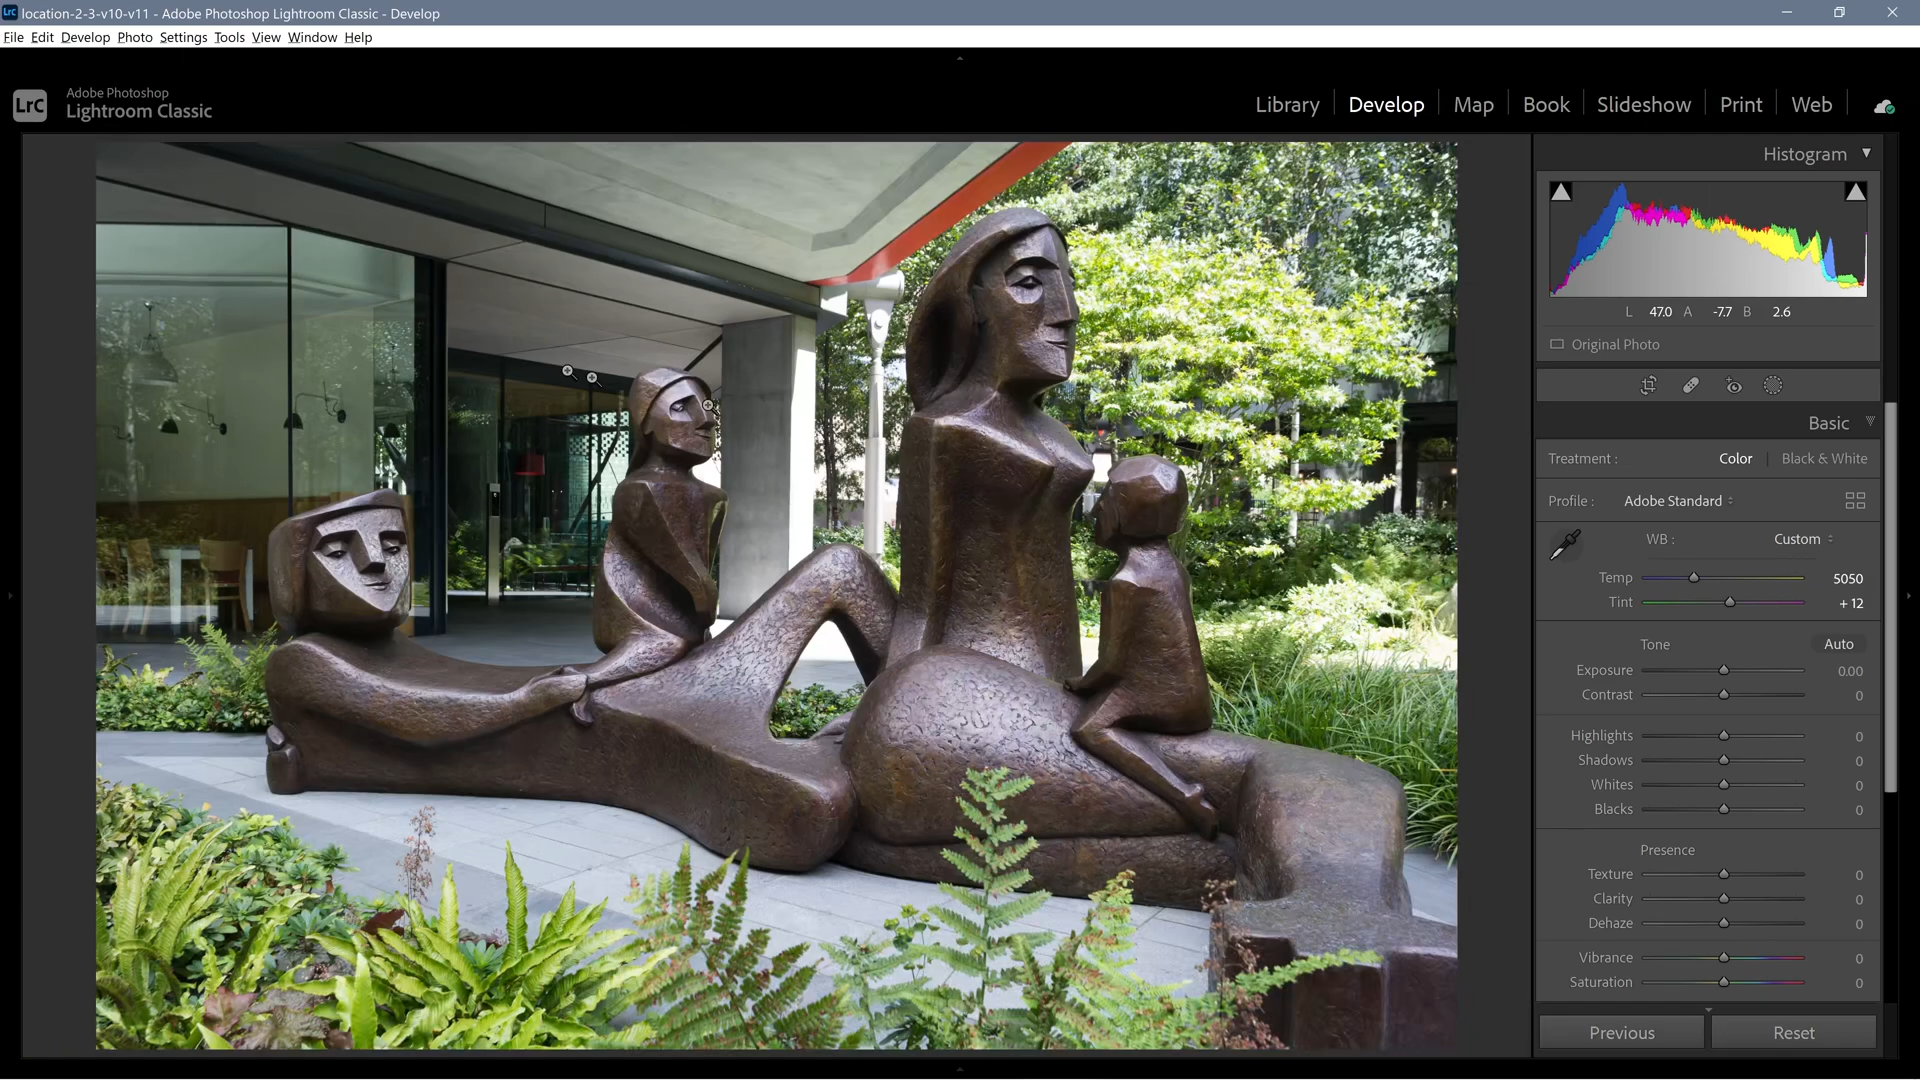 Lrc location-2-3-v10-v11 - Adobe Photoshop Lightroom Classic - Develop
File Edit Develop Photo Settings Tools View Window Help
LrC Adobe Photoshop
Lightroom Classic
Library Develop Map Book Slideshow Print Web
Histogram
L 47.0 A -7.7 B 2.6
Original Photo
Basic
Treatment : Color Black & White
Profile : Adobe Standard
WB : Custom
Temp 5050
Tint + 12
Tone Auto
Exposure 0.00
Contrast 0
Highlights 0
Shadows 0
Whites 0
Blacks 0
Presence
Texture 0
Clarity 0
Dehaze 0
Vibrance 0
Saturation 0
Previous Reset